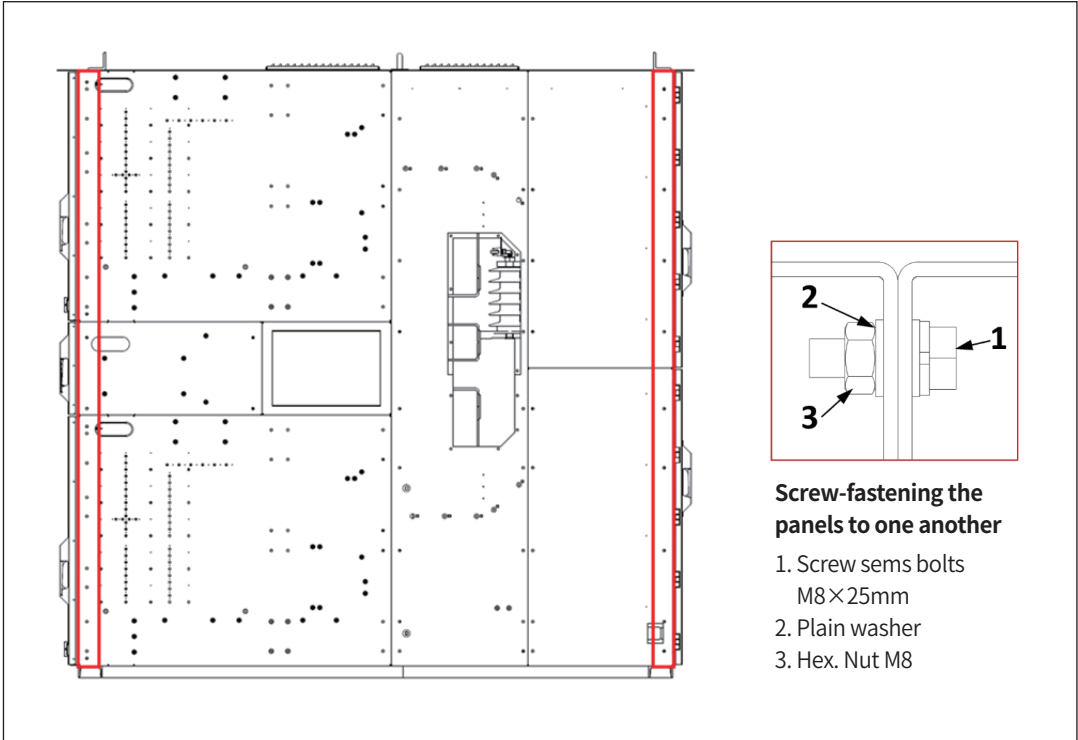 2
1
3
Screw-fastening the
panels to one another
1. Screw sems bolts
M8×25mm
2. Plain washer
3. Hex. Nut M8